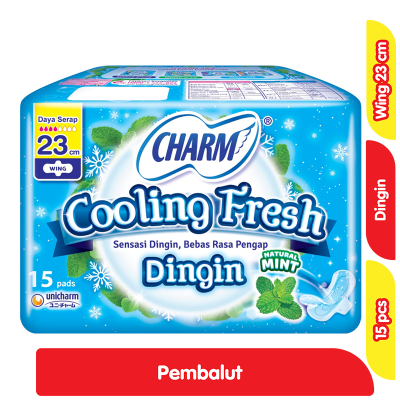 Daya Serap
23 cm
WING
CHARM®
Cooling Fresh
Sensasi Dingin, Bebas Rasa Pengap
Dingin
NATURAL
MINT
15 pads
unicharm
ユニ・チャーム
Wing 23 cm
Dingin
15 pcs
Pembalut